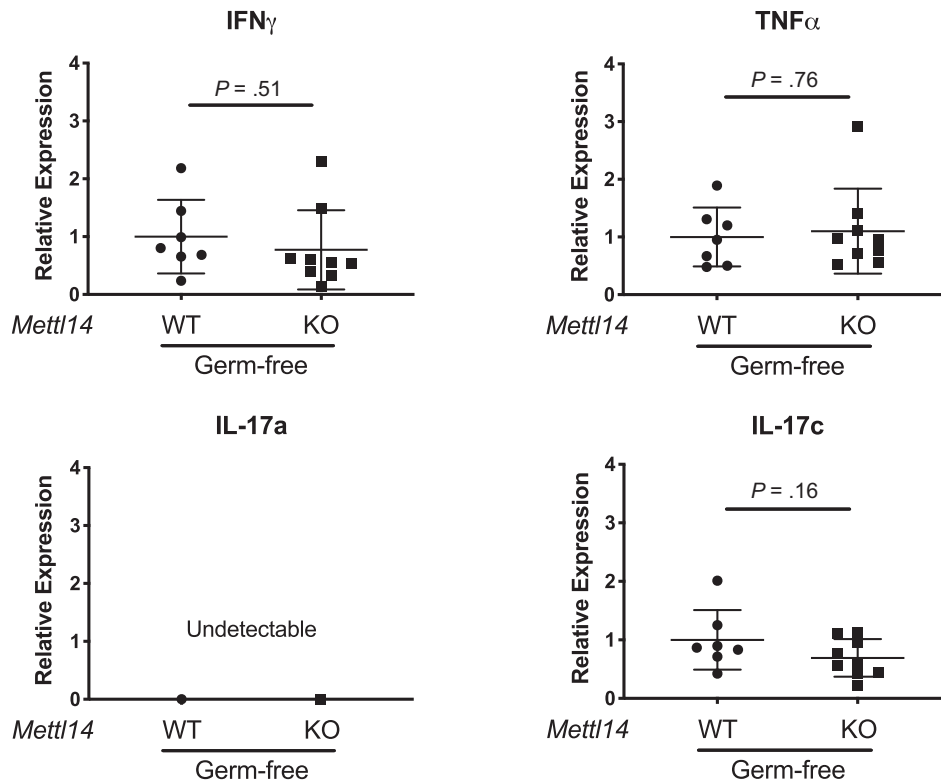 IFNγ
Relative Expression
4
3
2
1
0
P = .51
Mettl14 WT KO
Germ-free
TNFα
Relative Expression
4
3
2
1
0
P = .76
WT KO
Germ-free
IL-17a
Relative Expression
4
3
2
1
0
Undetectable
Mettl14 WT KO
Germ-free
IL-17c
Relative Expression
4
3
2
1
0
P = .16
Mettl14 WT KO
Germ-free